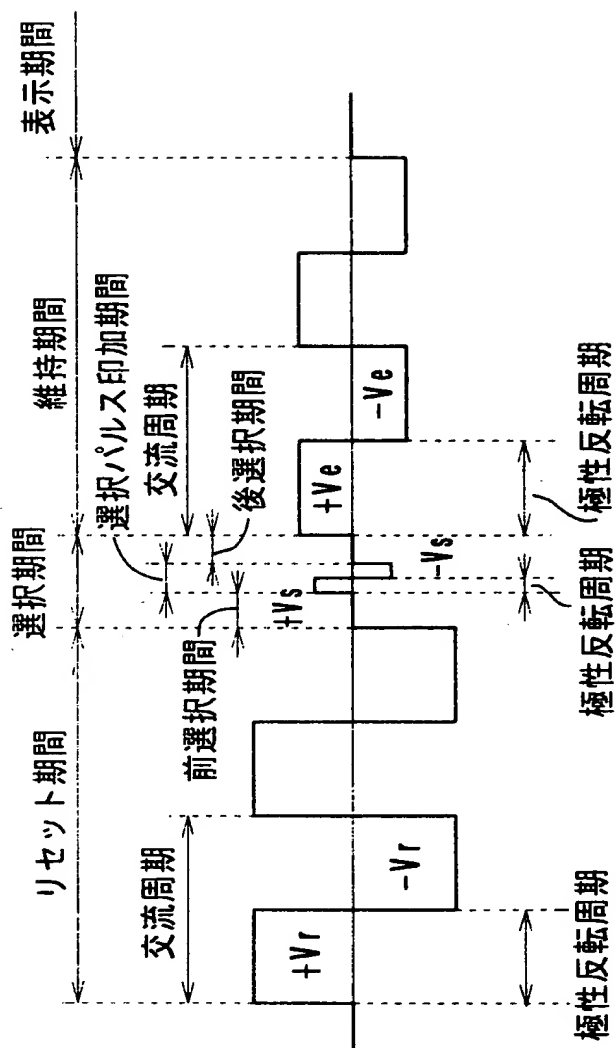 リセット期間
選択期間
維持期間
表示期間
選択パルス印加期間
交流周期
後選択期間
前選択期間
交流周期
+Vr
-Vr
+Vs
-Vs
+Ve
-Ve
極性反転周期
極性反転周期
極性反転周期